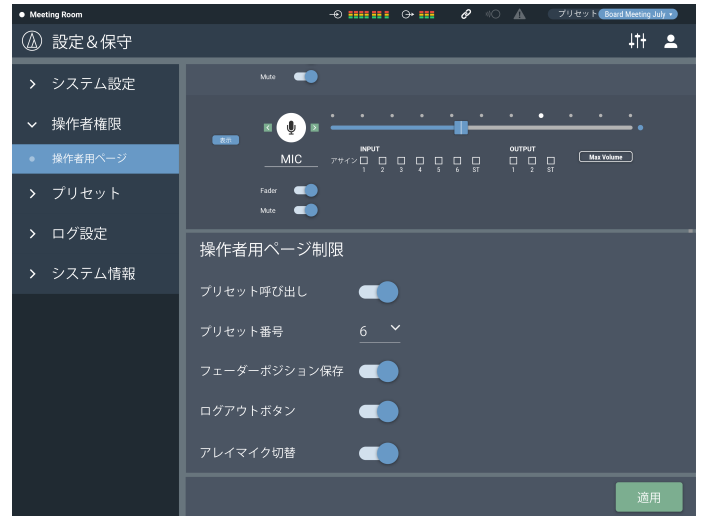 Meeting Room
プリセット Board Meeting July
設定＆保守
システム設定
操作者権限
操作者用ページ
プリセット
ログ設定
システム情報
Mute
表示
MIC
アサイン
INPUT
1 2 3 4 5 6 ST
OUTPUT
1 2 ST
Max Volume
Fader
Mute
操作者用ページ制限
プリセット呼び出し
プリセット番号 6
フェーダーポジション保存
ログアウトボタン
アレイマイク切替
適用